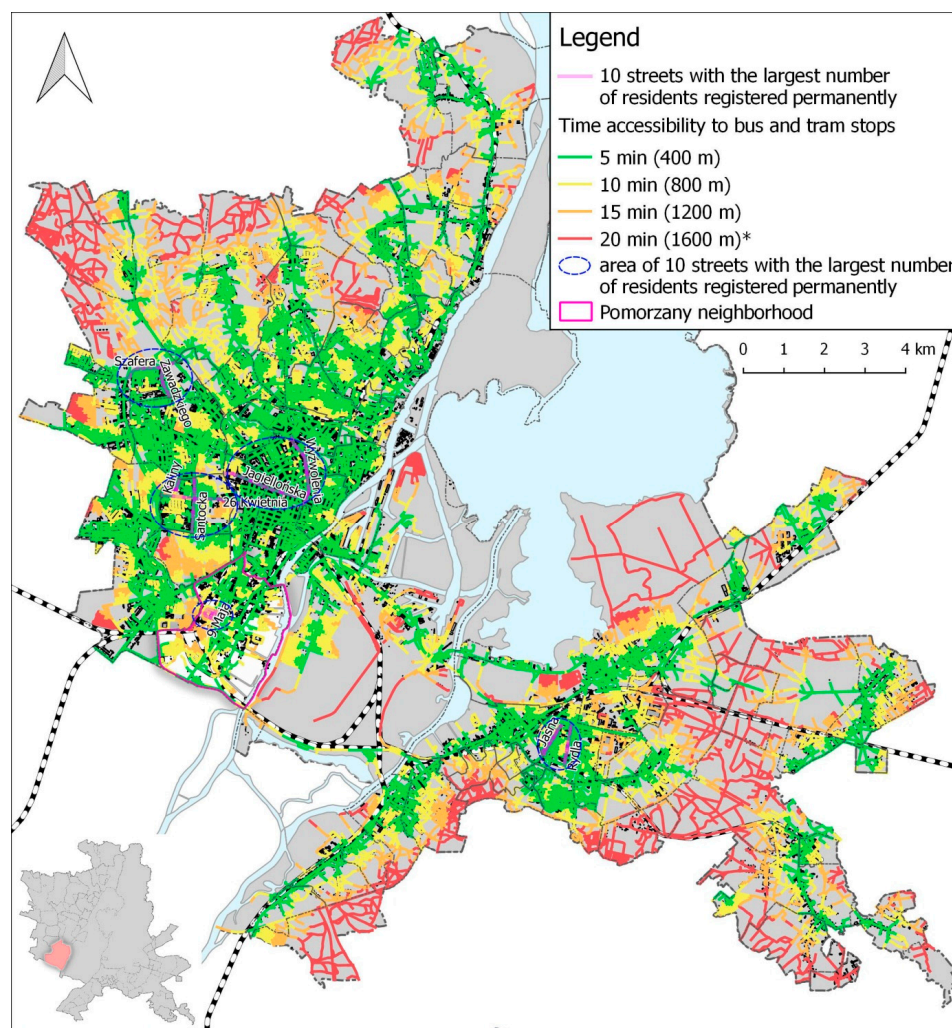 Legend
10 streets with the largest number
of residents registered permanently
Time accessibility to bus and tram stops
5 min (400 m)
10 min (800 m)
15 min (1200 m)
20 min (1600 m)*
area of 10 streets with the largest number
of residents registered permanently
Pomorzany neighborhood
0 1 2 3 4 km
Szafera
Zawadzkiego
Wyzwolenia
Kaliny
Jagiellońska
26 Kwietnia
Santocka
9 Maja
Jasna
Rydla